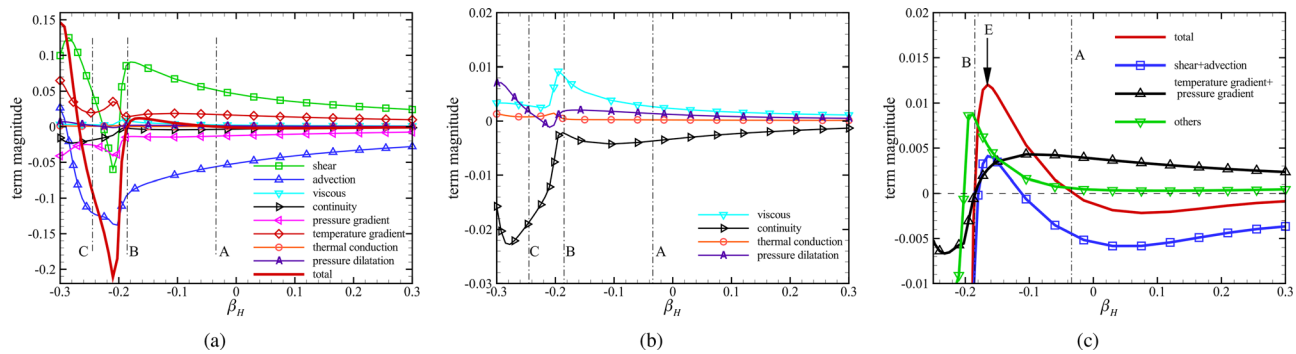 0.15
0.1
0.05
0
-0.05
-0.1
-0.15
-0.2
term magnitude
C
B
A
shear
advection
viscous
continuity
pressure gradient
temperature gradient
thermal conduction
pressure dilatation
total
-0.3
-0.2
-0.1
0
0.1
0.2
0.3
β_H
(a)
0.02
0.01
0
-0.01
-0.02
-0.03
term magnitude
viscous
continuity
thermal conduction
pressure dilatation
C
B
A
-0.3
-0.2
-0.1
0
0.1
0.2
0.3
β_H
(b)
0.02
0.015
0.01
0.005
0
-0.005
-0.01
term magnitude
E
B
A
total
shear+advection
temperature gradient+
pressure gradient
others
-0.2
-0.1
0
0.1
0.2
0.3
β_H
(c)